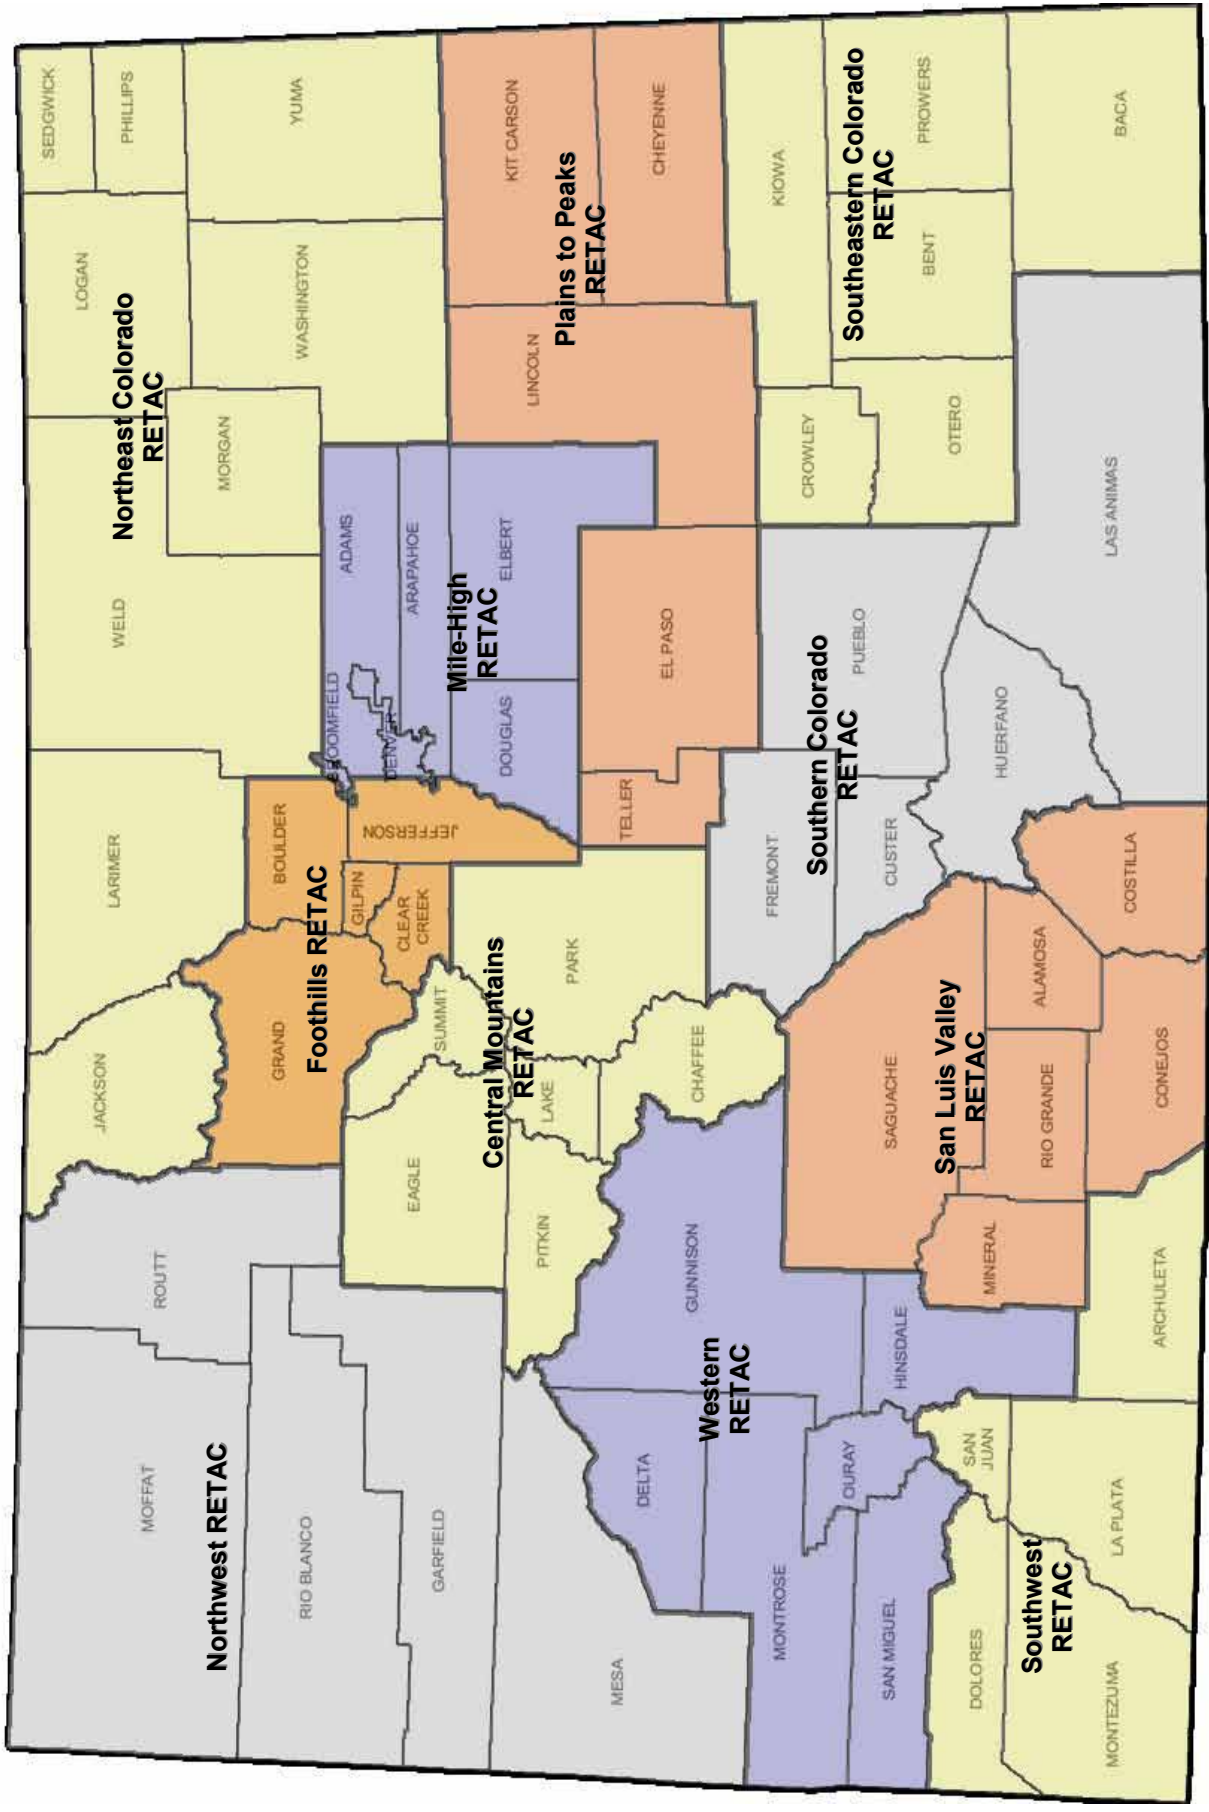 MOFFAT
ROUTT
JACKSON
LARIMER
WELD
LOGAN
SEDGWICK
PHILLIPS
Northeast Colorado
RETAC
MORGAN
WASHINGTON
YUMA
Northwest RETAC
RIO BLANCO
GRAND
BOULDER
Foothills RETAC
GILPIN
JEFFERSON
CLEAR
CREEK
BROOMFIELD
ADAMS
DENVER
ARAPAHOE
GARFIELD
EAGLE
SUMMIT
Mile-High
RETAC
DOUGLAS
ELBERT
Central Mountains
RETAC
PITKIN
LAKE
PARK
LINCOLN
KIT CARSON
Plains to Peaks
RETAC
CHEYENNE
MESA
DELTA
GUNNISON
CHAFFEE
TELLER
EL PASO
Western
RETAC
MONTROSE
OURAY
FREMONT
PUEBLO
Southern Colorado
RETAC
CUSTER
CROWLEY
KIOWA
Southeastern Colorado
RETAC
PROWERS
BENT
OTERO
SAN MIGUEL
HINSDALE
SAGUACHE
San Luis Valley
RETAC
DOLORES
SAN
JUAN
MINERAL
RIO GRANDE
ALAMOSA
HUERFANO
Southwest
RETAC
MONTEZUMA
LA PLATA
ARCHULETA
CONEJOS
COSTILLA
LAS ANIMAS
BACA